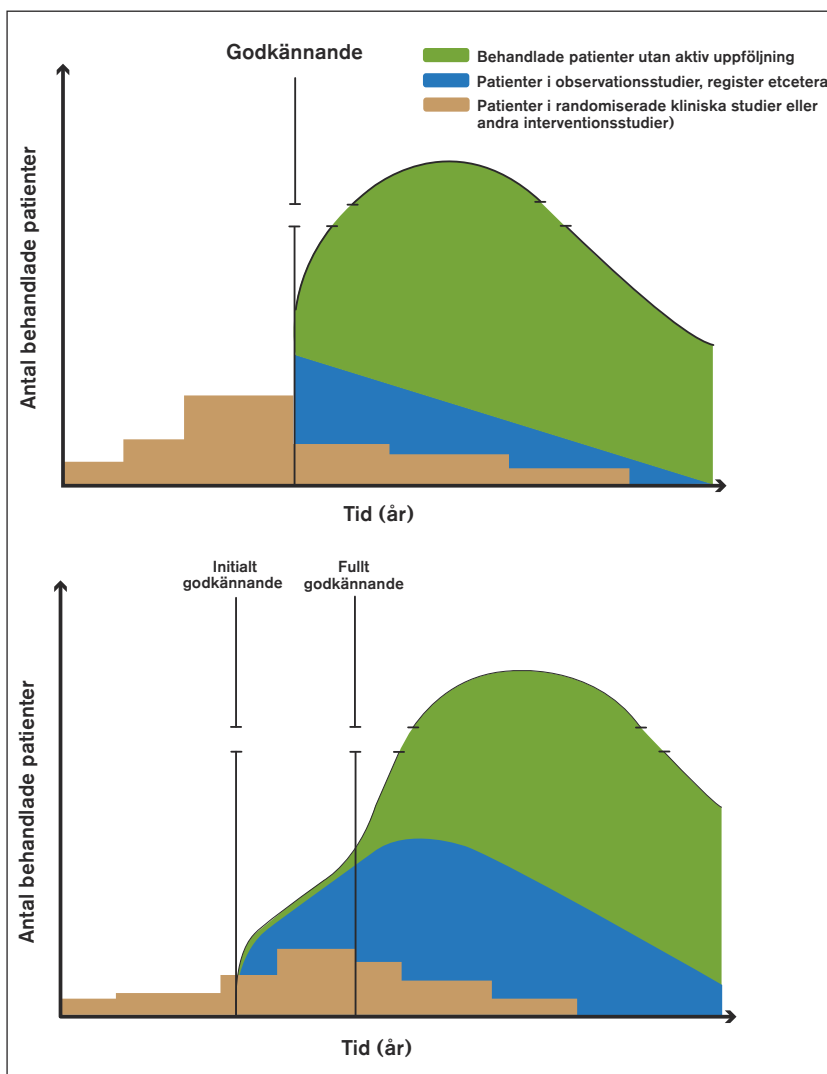 Godkännande
Behandlade patienter utan aktiv uppföljning
Patienter i observationsstudier, register etcetera
Patienter i randomiserade kliniska studier eller
andra interventionsstudier)
Antal behandlade patienter
Tid (år)
Initialt
godkännande
Fullt
godkännande
Antal behandlade patienter
Tid (år)